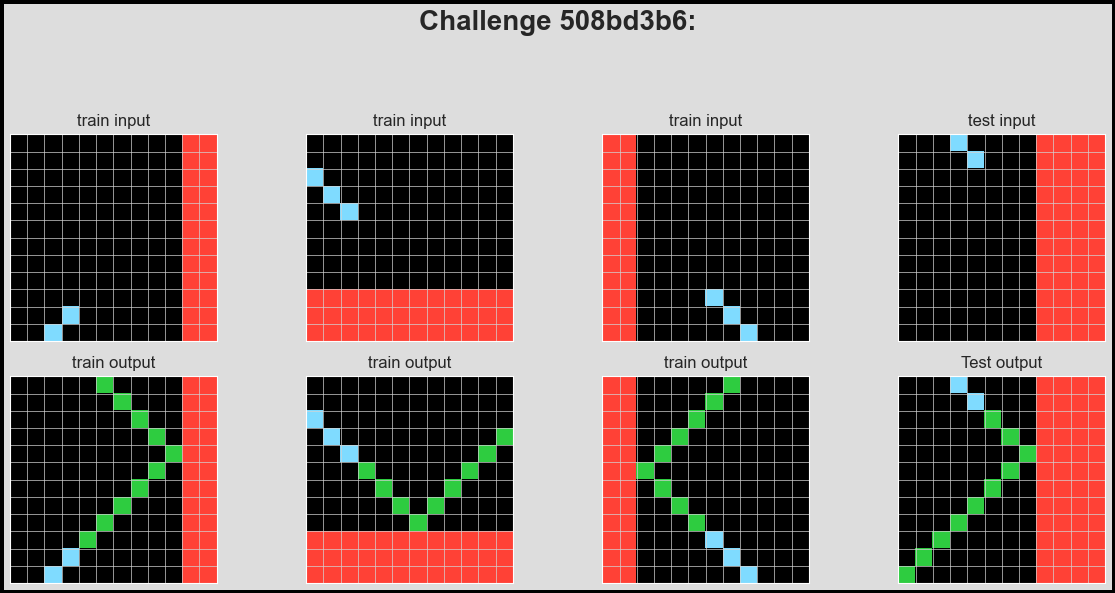 Challenge 508bd3b6:
train input
train input
train input
test input
train output
train output
train output
Test output